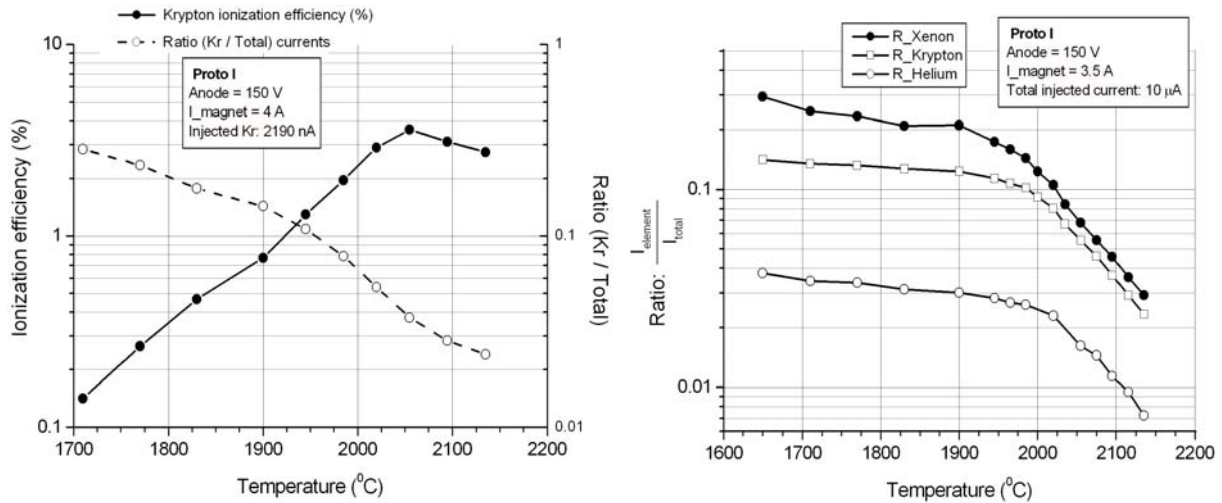 Krypton ionization efficiency (%)
Ratio (Kr / Total) currents
Proto I
Anode = 150 V
I_magnet = 4 A
Injected Kr: 2190 nA
10
1
0.1
Ionization efficiency (%)
1
0.1
0.01
Ratio (Kr / Total)
1700 1800 1900 2000 2100 2200
Temperature (⁰C)
R_Xenon
R_Krypton
R_Helium
Proto I
Anode = 150 V
I_magnet = 3.5 A
Total injected current: 10 µA
0.1
0.01
Ratio: I_element / I_total
1600 1700 1800 1900 2000 2100 2200
Temperature (⁰C)